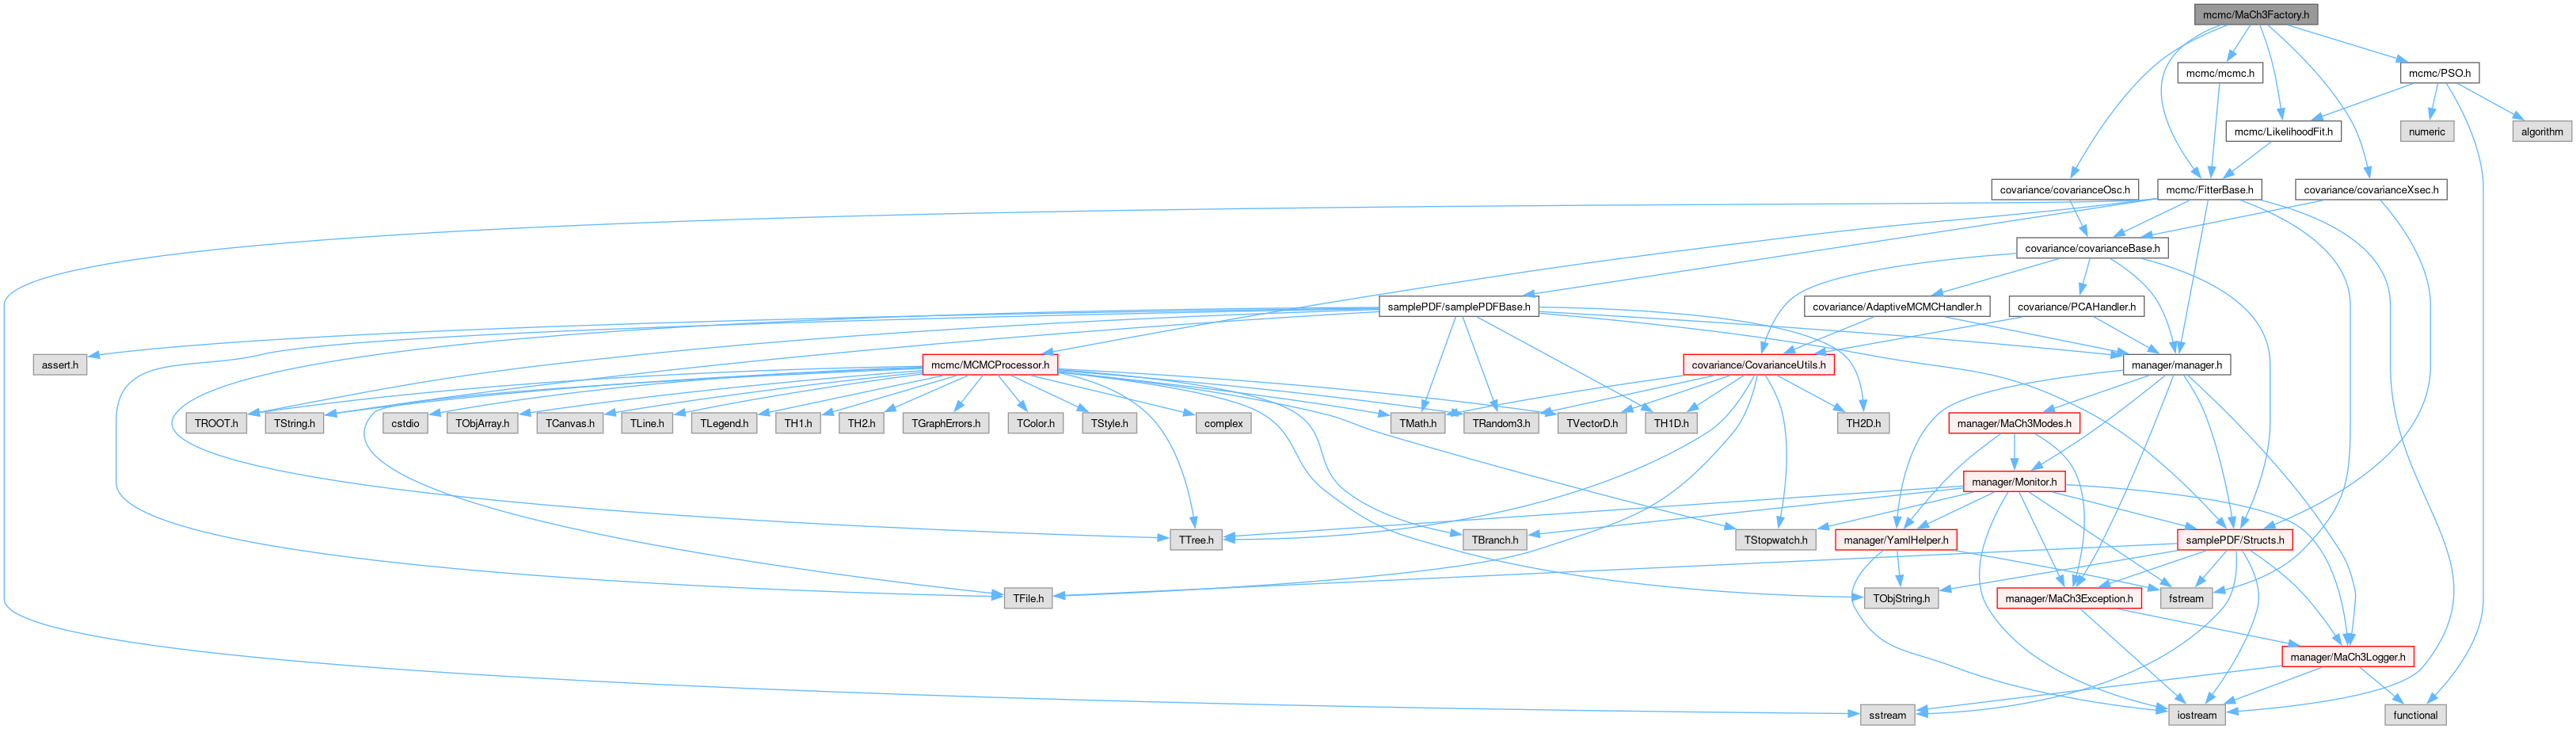 mcmc/MaCh3Factory.h
mcmc/mcmc.h
mcmc/PSO.h
mcmc/LikelihoodFit.h
numeric
algorithm
covariance/covarianceOsc.h
mcmc/FitterBase.h
covariance/covarianceXsec.h
covariance/covarianceBase.h
samplePDF/samplePDFBase.h
covariance/AdaptiveMCMCHandler.h
covariance/PCAHandler.h
assert.h
mcmc/MCMCProcessor.h
covariance/CovarianceUtils.h
manager/manager.h
TROOT.h
TString.h
cstdio
TObjArray.h
TCanvas.h
TLine.h
TLegend.h
TH1.h
TH2.h
TGraphErrors.h
TColor.h
TStyle.h
complex
TMath.h
TRandom3.h
TVectorD.h
TH1D.h
TH2D.h
manager/MaCh3Modes.h
manager/Monitor.h
TTree.h
TBranch.h
TStopwatch.h
manager/YamlHelper.h
samplePDF/Structs.h
TFile.h
TObjString.h
manager/MaCh3Exception.h
fstream
manager/MaCh3Logger.h
sstream
iostream
functional